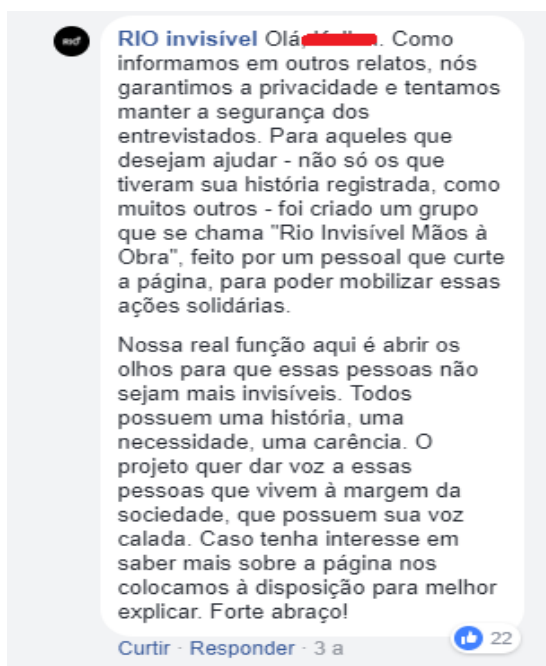 RIO
RIO invisível Olá, . Como
informamos em outros relatos, nós
garantimos a privacidade e tentamos
manter a segurança dos
entrevistados. Para aqueles que
desejam ajudar - não só os que
tiveram sua história registrada, como
muitos outros - foi criado um grupo
que se chama "Rio Invisível Mãos à
Obra", feito por um pessoal que curte
a página, para poder mobilizar essas
ações solidárias.
Nossa real função aqui é abrir os
olhos para que essas pessoas não
sejam mais invisíveis. Todos
possuem uma história, uma
necessidade, uma carência. O
projeto quer dar voz a essas
pessoas que vivem à margem da
sociedade, que possuem sua voz
calada. Caso tenha interesse em
saber mais sobre a página nos
colocamos à disposição para melhor
explicar. Forte abraço!
22
Curtir · Responder · 3 a